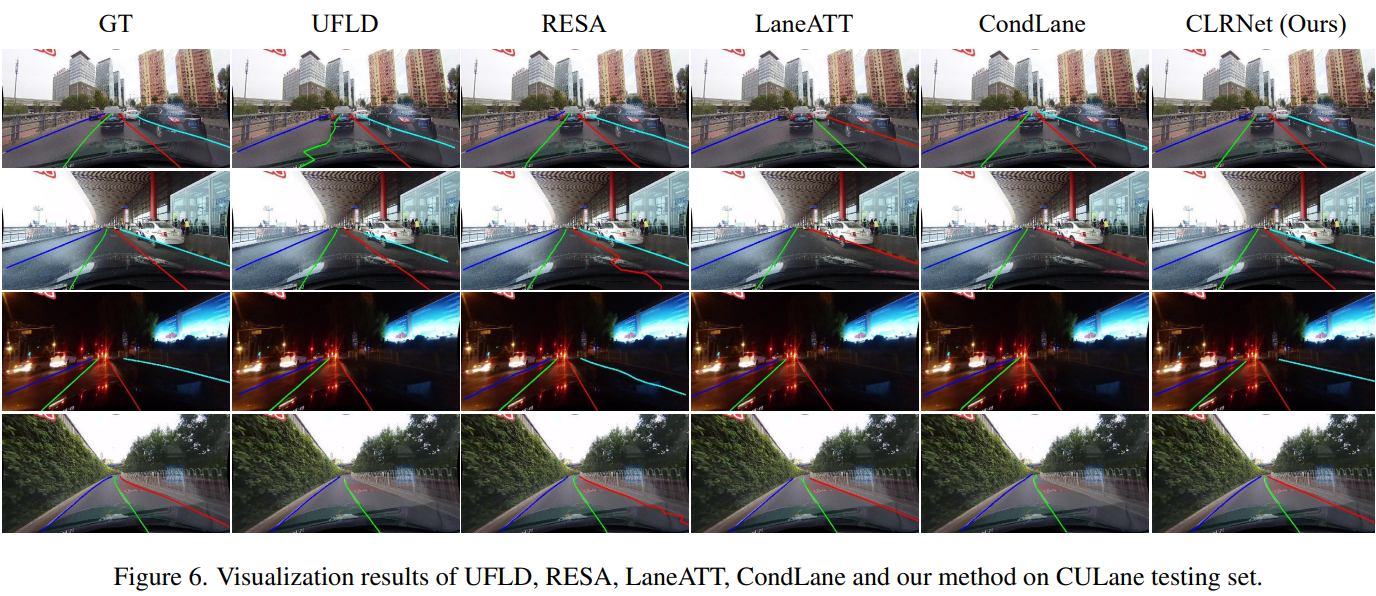 GT UFLD RESA LaneATT CondLane CLRNet (Ours)
Figure 6. Visualization results of UFLD, RESA, LaneATT, CondLane and our method on CULane testing set.